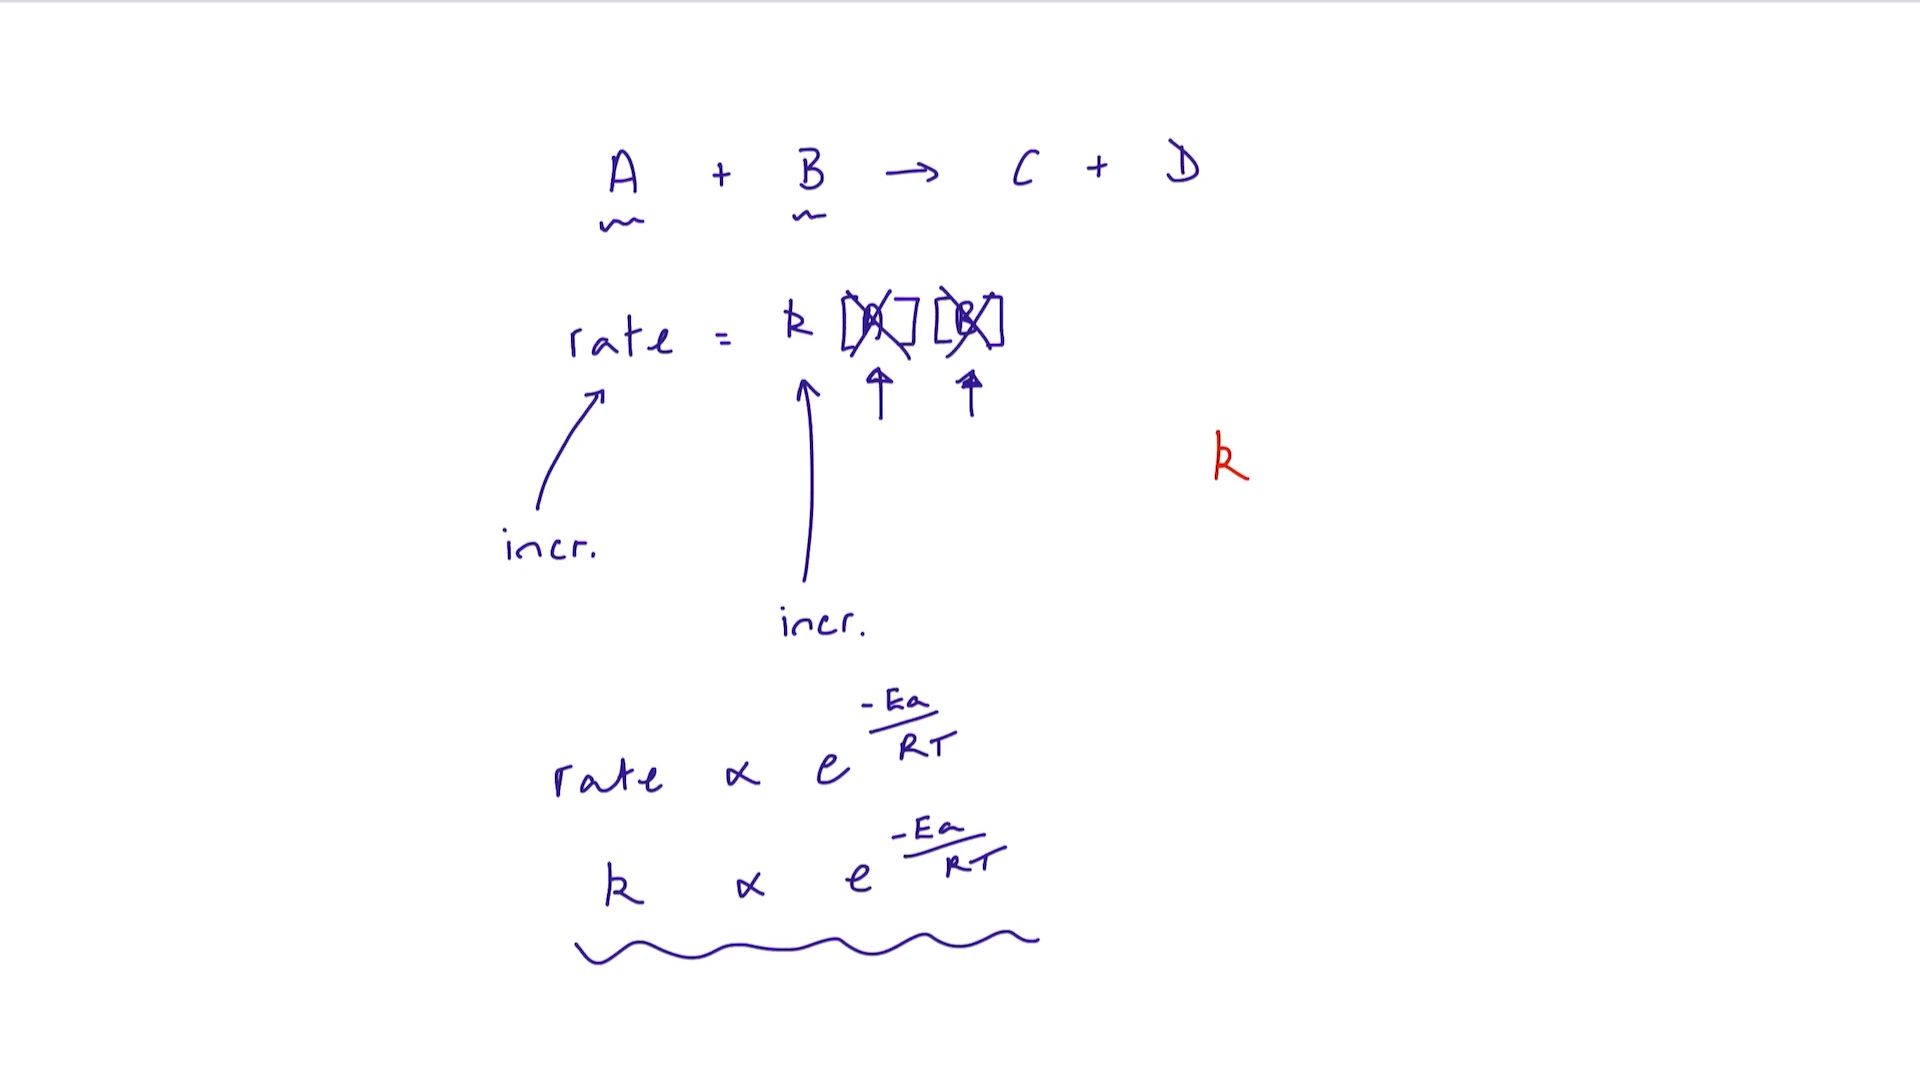 A + B → C + D
rate = k [A] [B]
k
incr.
incr.
rate ∝ e^(-Ea/RT)
k ∝ e^(-Ea/RT)